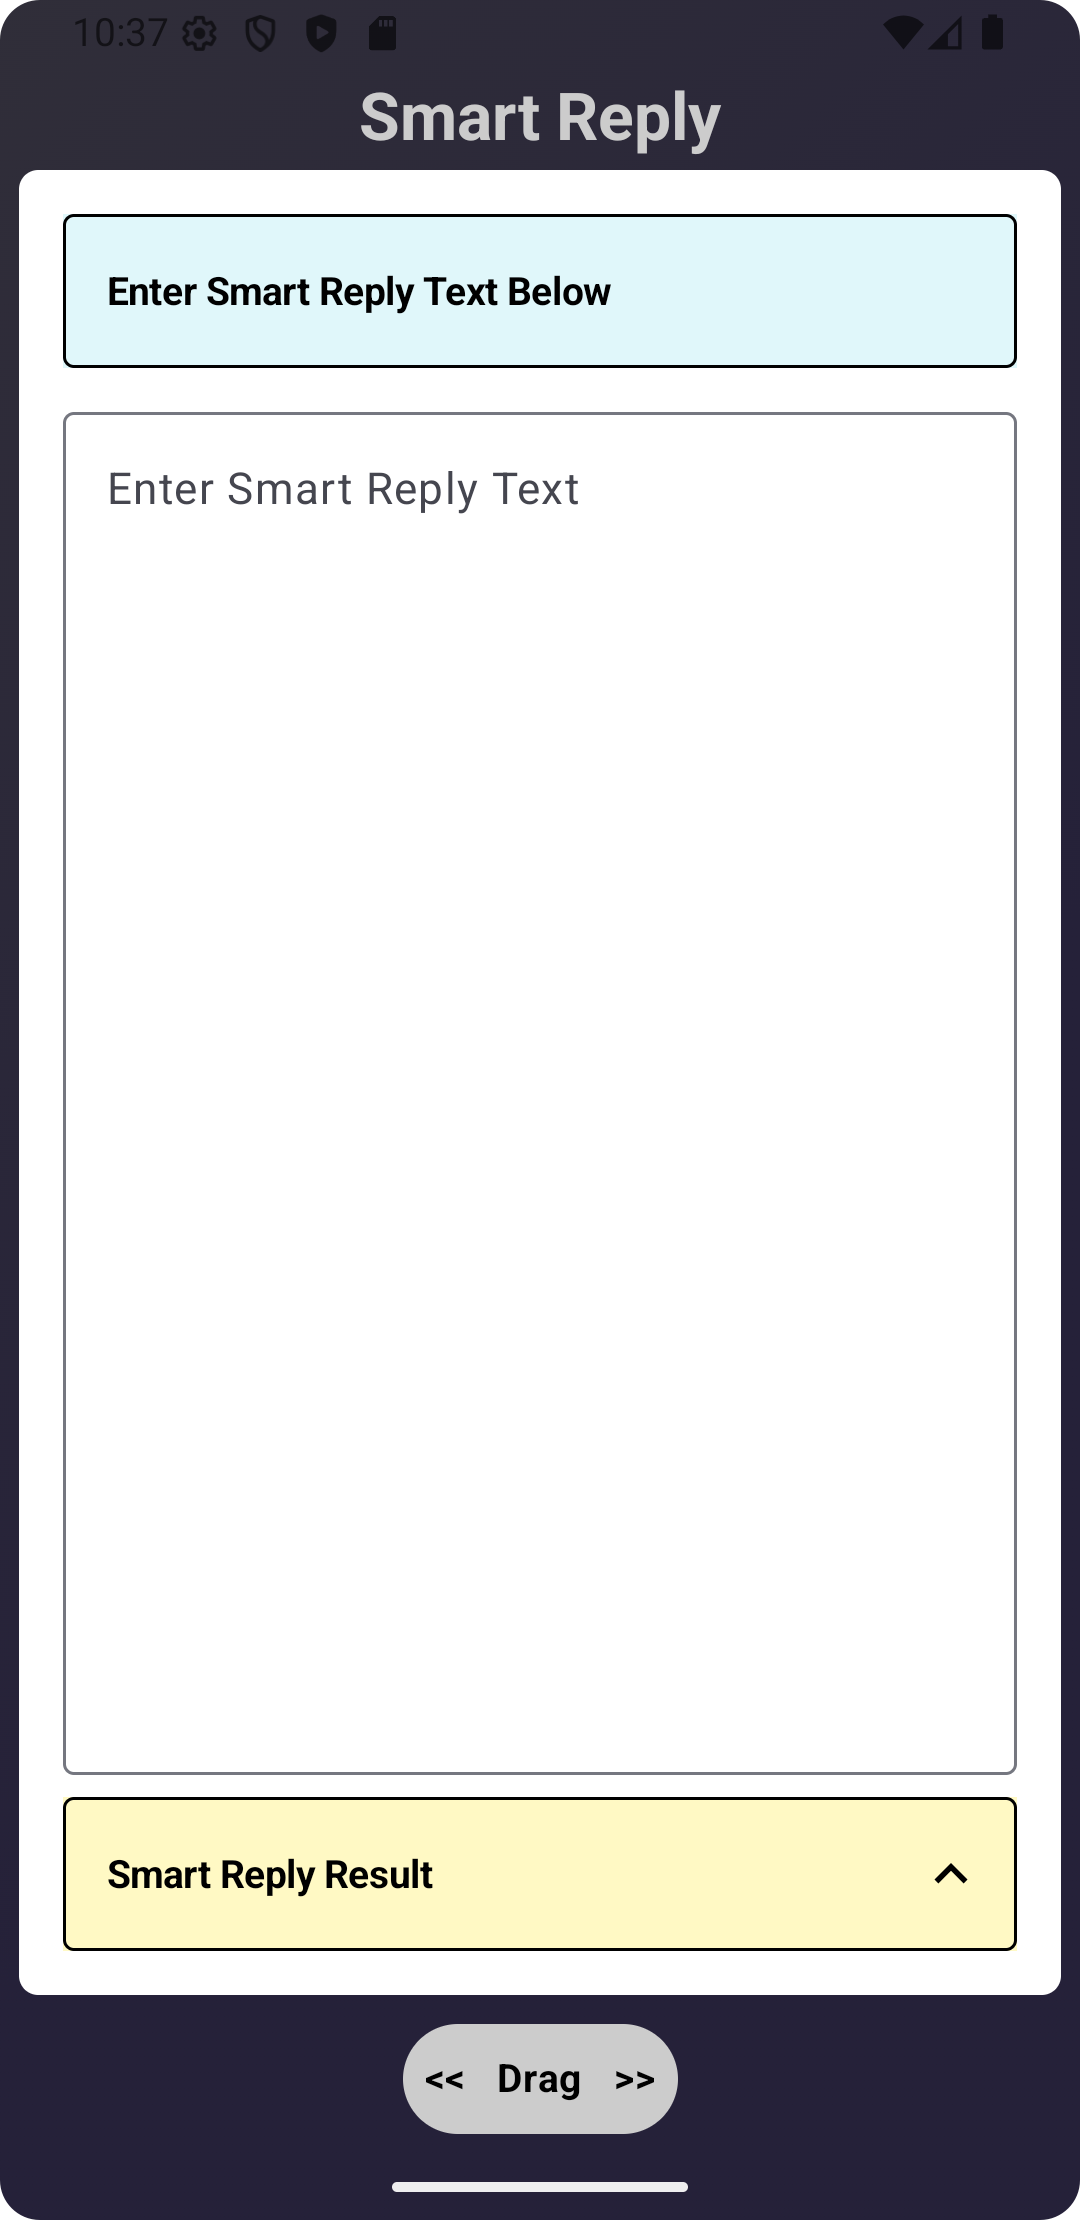 10:37
Smart Reply
Enter Smart Reply Text Below
Enter Smart Reply Text
Smart Reply Result
<< Drag >>